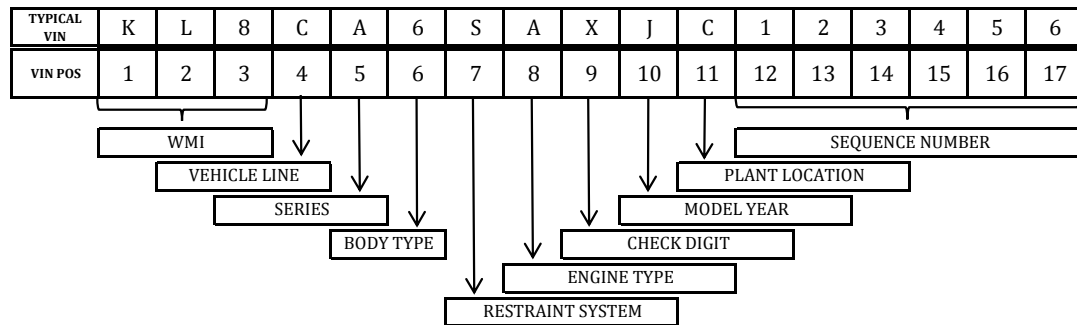 TYPICAL VIN K L 8 C A 6 S A X J C 1 2 3 4 5 6
VIN POS 1 2 3 4 5 6 7 8 9 10 11 12 13 14 15 16 17
WMI SEQUENCE NUMBER
VEHICLE LINE PLANT LOCATION
SERIES MODEL YEAR
BODY TYPE CHECK DIGIT
ENGINE TYPE
RESTRAINT SYSTEM